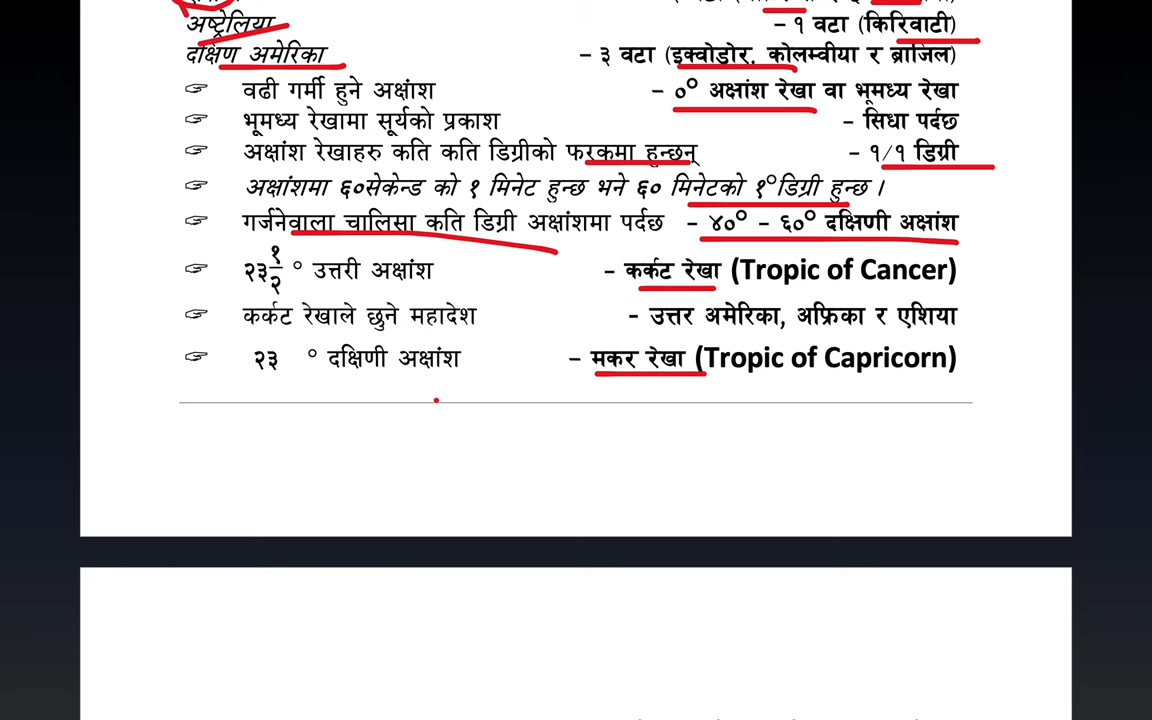 अष्ट्रेलिया – १ वटा (किरिवाटी)
दक्षिण अमेरिका – ३ वटा (इक्वोडोर, कोलम्वीया र ब्राजिल)
☞ वढी गर्मी हुने अक्षांश – ०° अक्षांश रेखा वा भूमध्य रेखा
☞ भूमध्य रेखामा सूर्यको प्रकाश – सिधा पर्दछ
☞ अक्षांश रेखाहरु कति कति डिग्रीको फरकमा हुन्छन् – १/१ डिग्री
☞ अक्षांशमा ६०सेकेन्ड को १ मिनेट हुन्छ भने ६० मिनेटको १°डिग्री हुन्छ ।
☞ गर्जनेवाला चालिसा कति डिग्री अक्षांशमा पर्दछ – ४०° – ६०° दक्षिणी अक्षांश
☞ २३१/२° उत्तरी अक्षांश – कर्कट रेखा (Tropic of Cancer)
☞ कर्कट रेखाले छुने महादेश - उत्तर अमेरिका, अफ्रिका र एशिया
☞ २३ ° दक्षिणी अक्षांश – मकर रेखा (Tropic of Capricorn)